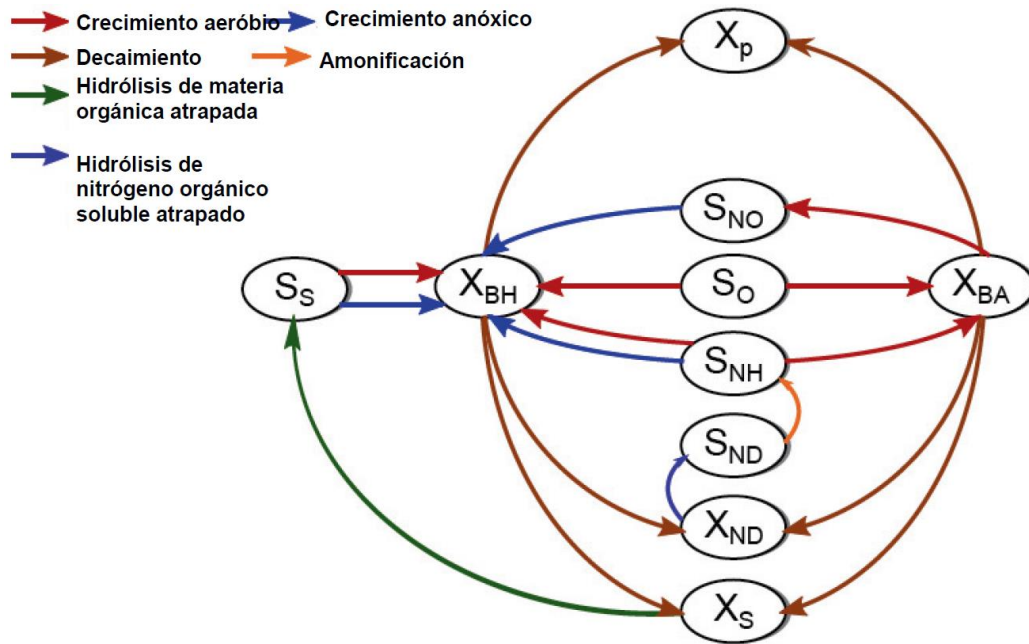 Crecimiento aeróbio
Crecimiento anóxico
Decaimiento
Amonificación
Hidrólisis de materia
orgánica atrapada
Hidrólisis de
nitrógeno orgánico
soluble atrapado
Xp
SNO
SS
XBH
SO
XBA
SNH
SND
XND
XS